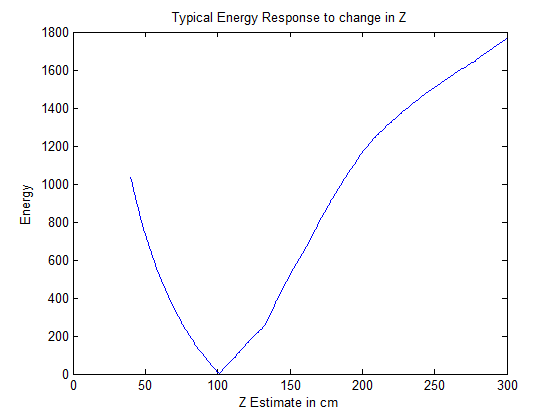 Typical Energy Response to change in Z
1800
1600
1400
1200
1000
800
600
400
200
0
Energy
0 50 100 150 200 250 300
Z Estimate in cm